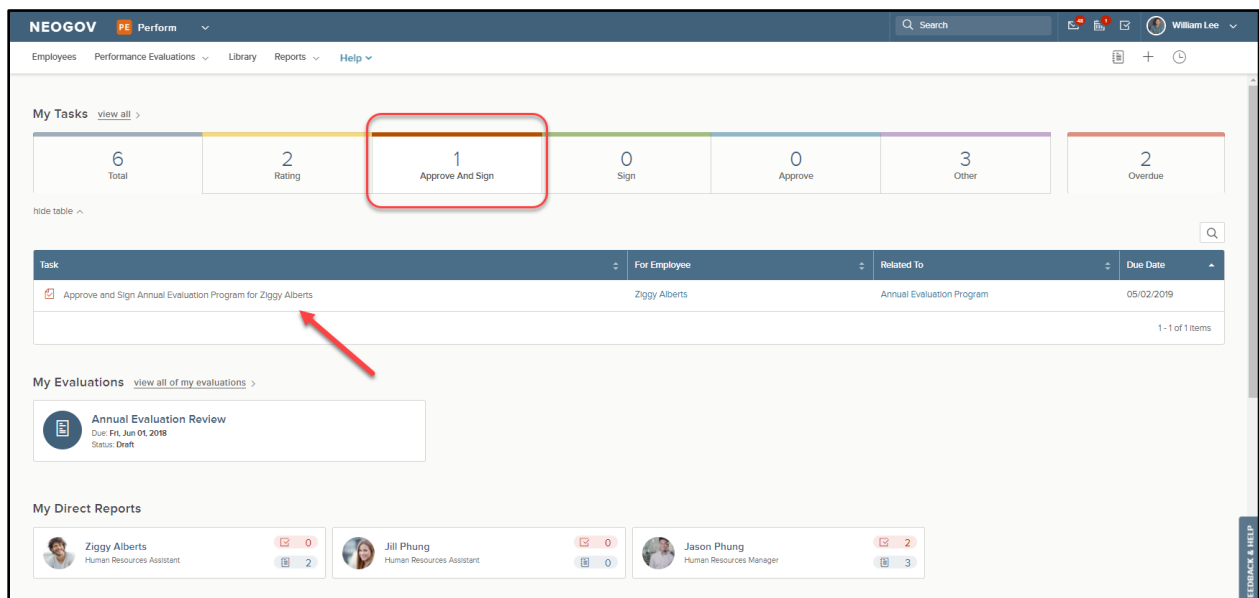 NEOGOV PE Perform Search 48 1 William Lee
Employees Performance Evaluations Library Reports Help
My Tasks view all >
6 2 1 0 0 3 2
Total Rating Approve And Sign Sign Approve Other Overdue
hide table
Task For Employee Related To Due Date
Approve and Sign Annual Evaluation Program for Ziggy Alberts Ziggy Alberts Annual Evaluation Program 05/02/2019
1 - 1 of 1 Items
My Evaluations view all of my evaluations >
Annual Evaluation Review
Due: Fri, Jun 01, 2018
Status: Draft
My Direct Reports
Ziggy Alberts 0 Jill Phung 0 Jason Phung 2
Human Resources Assistant 2 Human Resources Assistant 0 Human Resources Manager 3
FEEDBACK & HELP